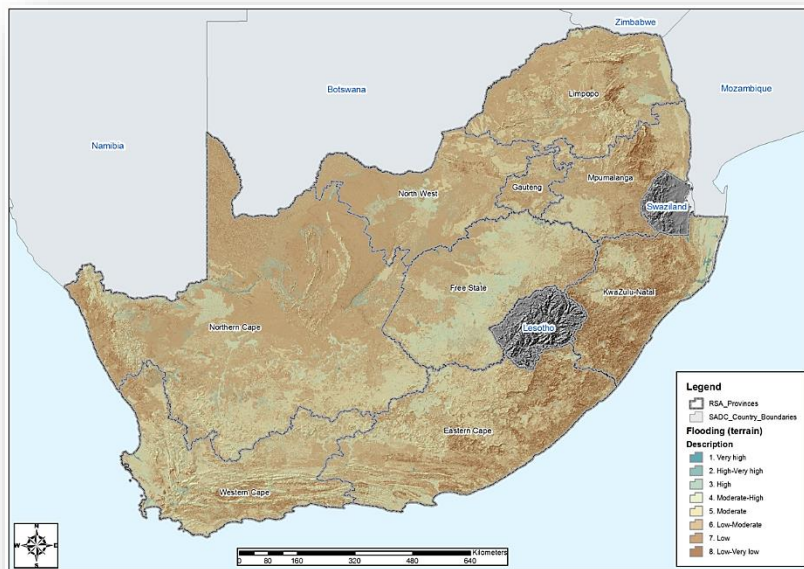 Zimbabwe
Botswana
Mozambique
Limpopo
Namibia
North West
Gauteng
Mpumalanga
Swaziland
Free State
KwaZulu-Natal
Northern Cape
Lesotho
Eastern Cape
Western Cape
Legend
RSA_Provinces
SADC_Country_Boundaries
Flooding (terrain)
Description
1. Very high
2. High-Very high
3. High
4. Moderate-High
5. Moderate
6. Low-Moderate
7. Low
8. Low-Very low
N
W E
S
Kilometers
0 80 160 320 480 640